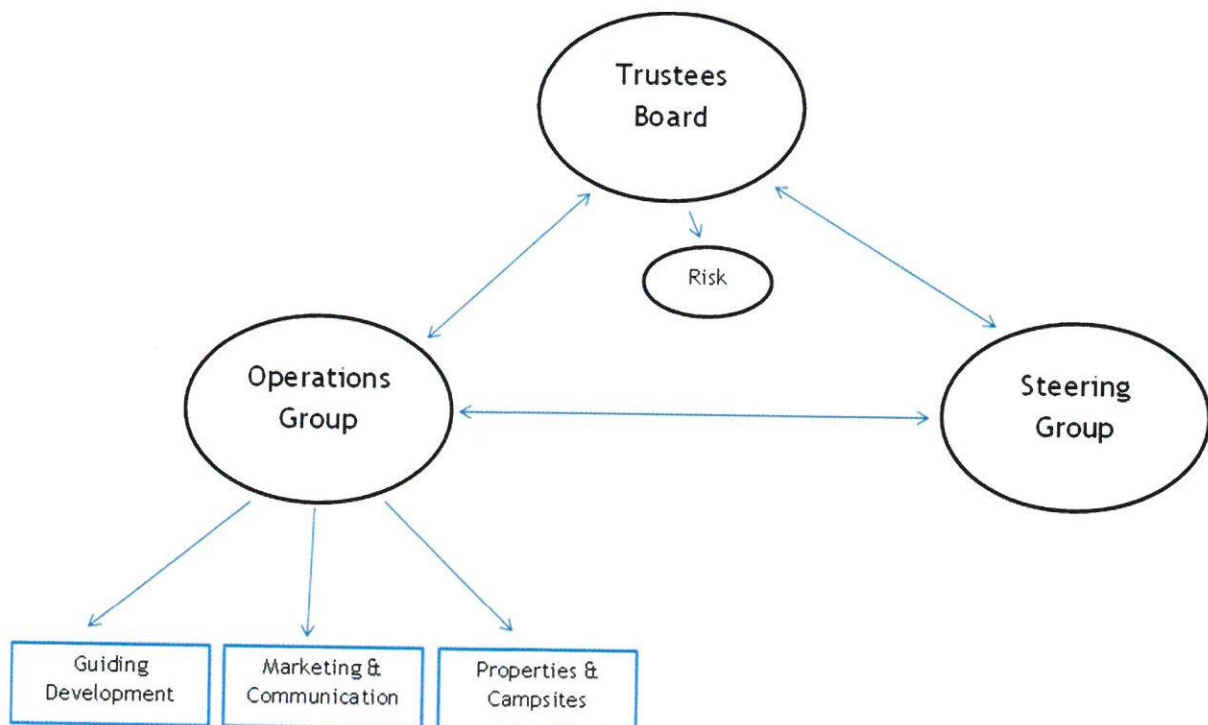 Trustees
Board
Risk
Operations
Group
Steering
Group
Guiding
Development
Marketing &
Communication
Properties &
Campsites